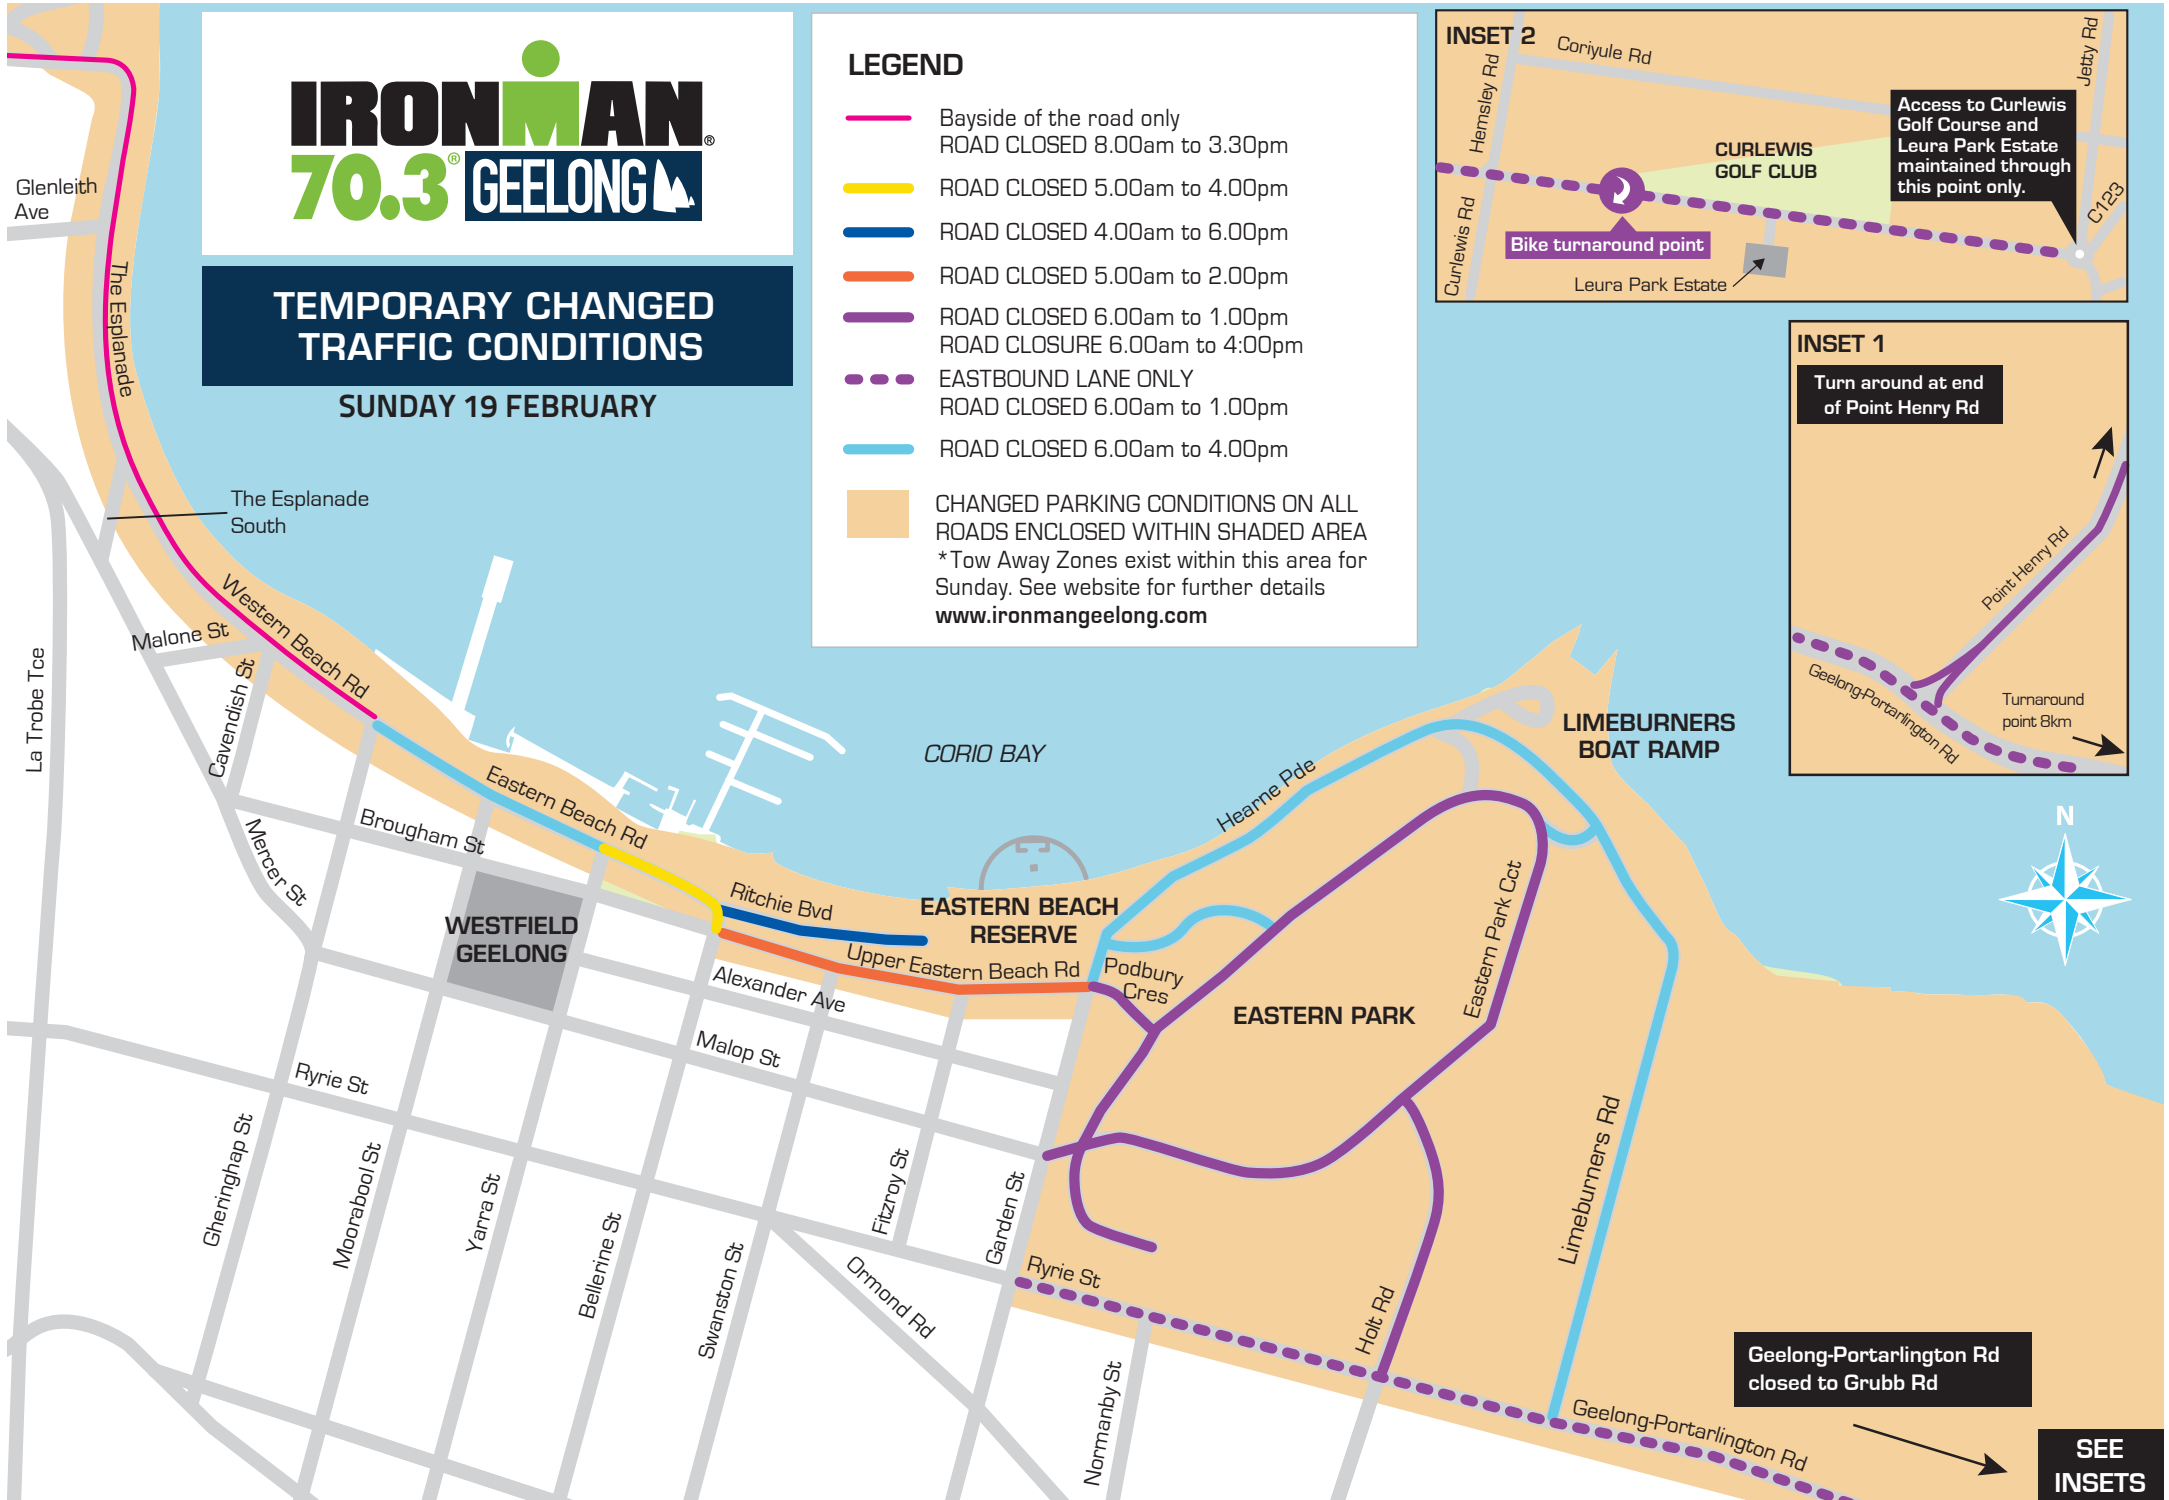 IRONMAN®
70.3® GEELONG
TEMPORARY CHANGED
TRAFFIC CONDITIONS
SUNDAY 19 FEBRUARY
LEGEND
Bayside of the road only
ROAD CLOSED 8.00am to 3.30pm
ROAD CLOSED 5.00am to 4.00pm
ROAD CLOSED 4.00am to 6.00pm
ROAD CLOSED 5.00am to 2.00pm
ROAD CLOSED 6.00am to 1.00pm
ROAD CLOSURE 6.00am to 4:00pm
EASTBOUND LANE ONLY
ROAD CLOSED 6.00am to 1.00pm
ROAD CLOSED 6.00am to 4.00pm
CHANGED PARKING CONDITIONS ON ALL
ROADS ENCLOSED WITHIN SHADED AREA
*Tow Away Zones exist within this area for
Sunday. See website for further details
www.ironmangeelong.com
INSET 2
Coriyule Rd
Hemsley Rd
Jetty Rd
Access to Curlewis
Golf Course and
Leura Park Estate
maintained through
this point only.
CURLEWIS
GOLF CLUB
C123
Curlewis Rd
Bike turnaround point
Leura Park Estate
INSET 1
Turn around at end
of Point Henry Rd
Point Henry Rd
Geelong-Portarlington Rd
Turnaround
point 8km
N
Glenleith
Ave
The Esplanade
The Esplanade
South
Western Beach Rd
Malone St
Cavendish St
La Trobe Tce
Mercer St
Brougham St
Eastern Beach Rd
CORIO BAY
Hearne Pde
LIMEBURNERS
BOAT RAMP
WESTFIELD
GEELONG
Ritchie Bvd
EASTERN BEACH
RESERVE
Upper Eastern Beach Rd
Podbury
Cres
Alexander Ave
Malop St
Ryrie St
EASTERN PARK
Eastern Park Cct
Limeburners Rd
Gheringhap St
Moorabool St
Yarra St
Bellerine St
Swanston St
Fitzroy St
Garden St
Ormond Rd
Ryrie St
Normanby St
Holt Rd
Geelong-Portarlington Rd
Geelong-Portarlington Rd
closed to Grubb Rd
SEE
INSETS